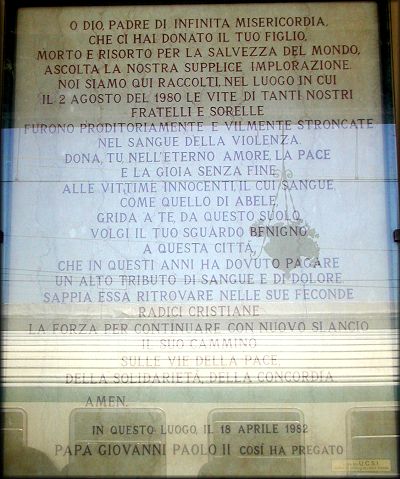 O DIO, PADRE DI INFINITA MISERICORDIA,
CHE CI HAI DONATO IL TUO FIGLIO,
MORTO E RISORTO PER LA SALVEZZA DEL MONDO,
ASCOLTA LA NOSTRA SUPPLICE IMPLORAZIONE.
NOI SIAMO QUI RACCOLTI, NEL LUOGO IN CUI
IL 2 AGOSTO DEL 1980 LE VITE DI TANTI NOSTRI
FRATELLI E SORELLE
FURONO PRODITORIAMENTE E VILMENTE STRONCATE
NEL SANGUE DELLA VIOLENZA.
DONA, TU, NELL'ETERNO AMORE, LA PACE
E LA GIOIA SENZA FINE
ALLE VITTIME INNOCENTI, IL CUI SANGUE,
COME QUELLO DI ABELE,
GRIDA A TE, DA QUESTO SUOLO.
VOLGI IL TUO SGUARDO BENIGNO
A QUESTA CITTÁ,
CHE IN QUESTI ANNI HA DOVUTO PAGARE
UN ALTO TRIBUTO DI SANGUE E DI DOLORE.
SAPPIA ESSA RITROVARE NELLE SUE FECONDE
RADICI CRISTIANE
LA FORZA PER CONTINUARE CON NUOVO SLANCIO
IL SUO CAMMINO
SULLE VIE DELLA PACE,
DELLA SOLIDARIETÁ, DELLA CONCORDIA.
AMEN.
IN QUESTO LUOGO, IL 18 APRILE 1982
PAPA GIOVANNI PAOLO II COSÍ HA PREGATO
UCSI